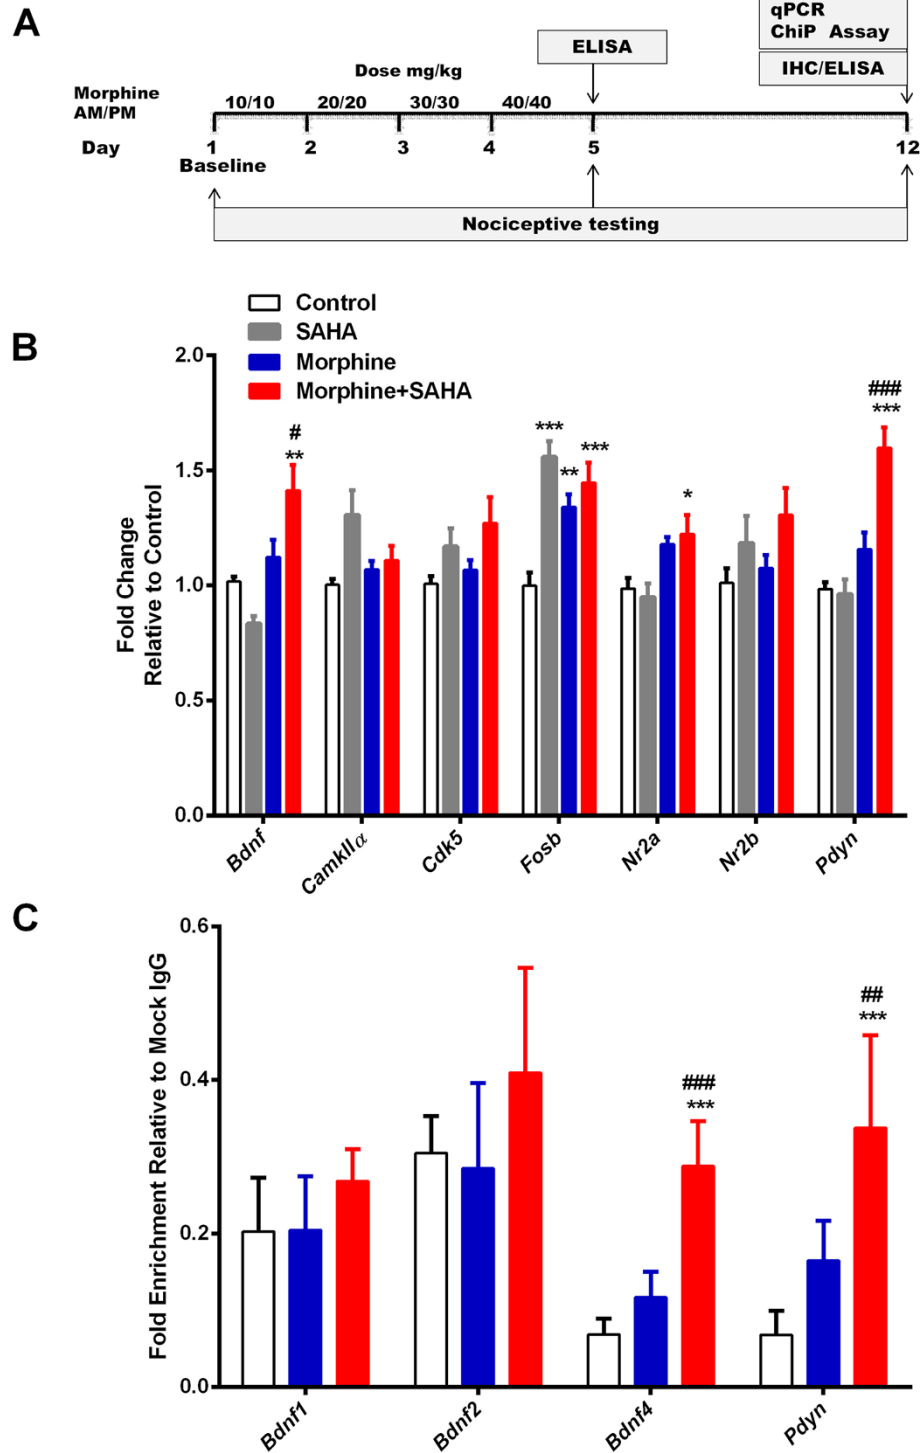 A
qPCR
ChiP Assay
ELISA
IHC/ELISA
Dose mg/kg
Morphine
AM/PM
10/10 20/20 30/30 40/40
Day 1 2 3 4 5 12
Baseline
Nociceptive testing
B
Control
SAHA
Morphine
Morphine+SAHA
Fold Change
Relative to Control
2.0
1.5
1.0
0.5
0.0
#
**
***
**
***
*
###
***
Bdnf CamkIIα Cdk5 Fosb Nr2a Nr2b Pdyn
C
Fold Enrichment Relative to Mock IgG
0.6
0.4
0.2
0.0
###
***
##
***
Bdnf1 Bdnf2 Bdnf4 Pdyn